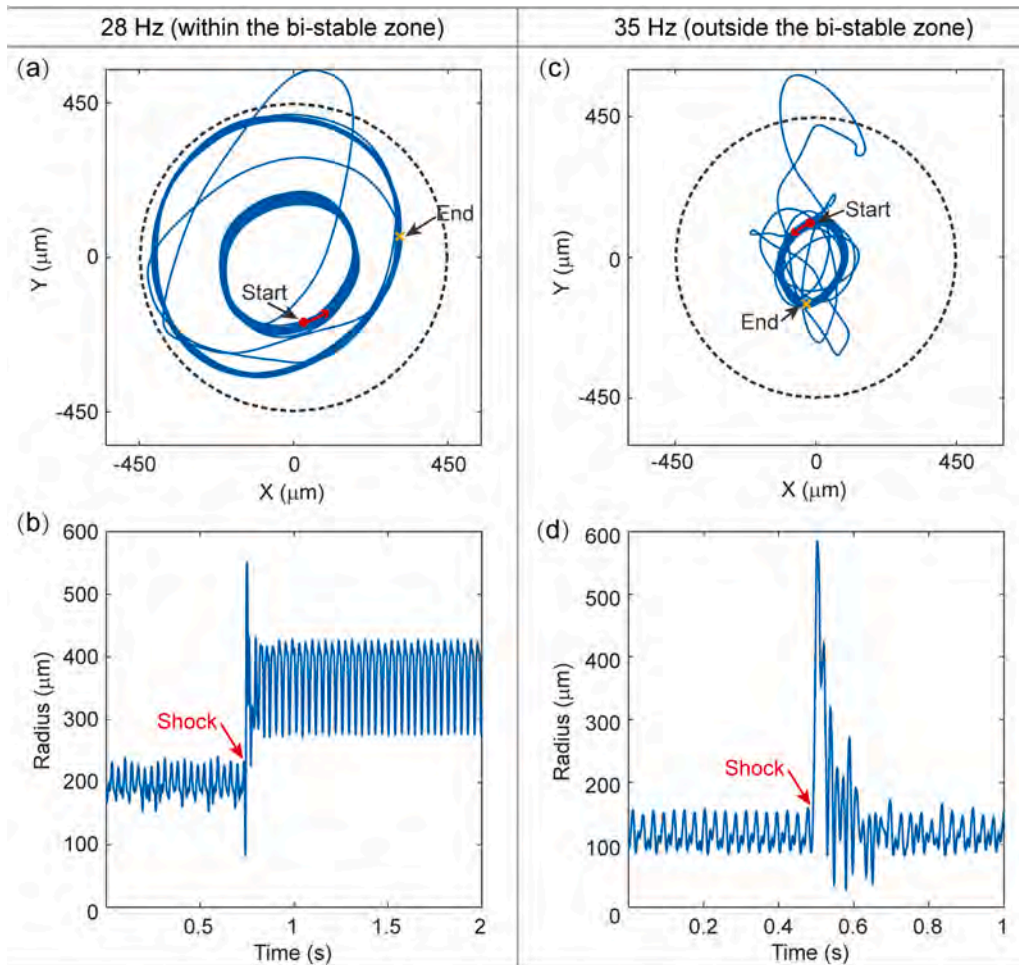 28 Hz (within the bi-stable zone)
35 Hz (outside the bi-stable zone)
(a)
450
0
-450
Y (μm)
Start
End
-450
0
450
X (μm)
(c)
450
0
-450
Y (μm)
Start
End
-450
0
450
X (μm)
(b)
600
500
400
300
200
100
0
Radius (μm)
Shock
0.5
1
1.5
2
Time (s)
(d)
600
500
400
300
200
100
0
Radius (μm)
Shock
0
0.2
0.4
0.6
0.8
1
Time (s)